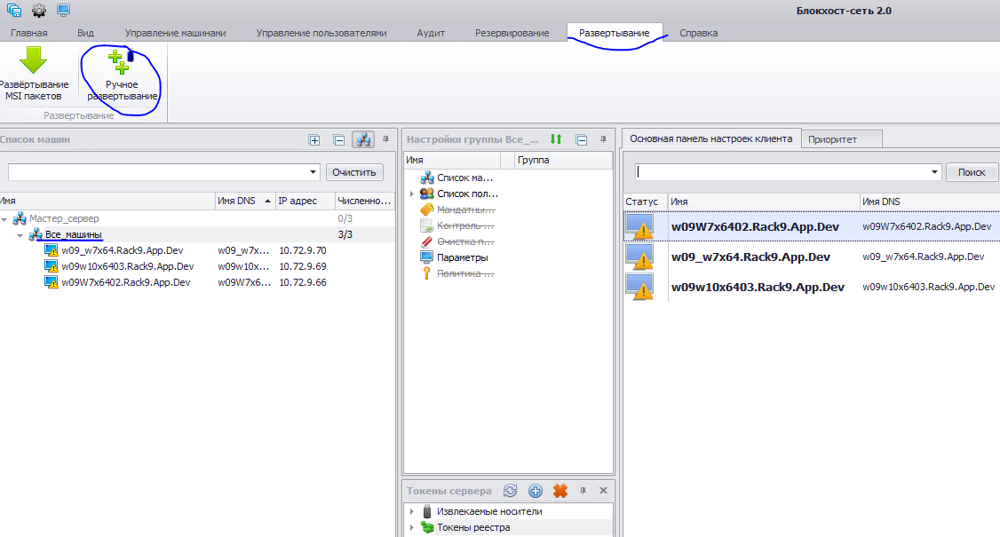 Блокхост-сеть 2.0
Главная Вид Управление машинами Управление пользователями Аудит Резервирование Развертывание Справка
Развёртывание MSI пакетов
Ручное развертывание
Развертывание
Список машин
Очистить
Имя Имя DNS IP адрес Численно...
Мастер_сервер 0/3
Все_машины 3/3
w09_w7x64.Rack9.App.Dev w09_w7x... 10.72.9.70
w09w10x6403.Rack9.App.Dev w09w10x... 10.72.9.69
w09W7x6402.Rack9.App.Dev w09W7x6... 10.72.9.66
Настройки группы Все_...
Имя Группа
Список ма...
Список пол...
Мандатны...
Контроль ...
Очистка п...
Параметры
Политика ...
Токены сервера
Извлекаемые носители
Токены реестра
Основная панель настроек клиента Приоритет
Поиск
Статус Имя Имя DNS
w09W7x6402.Rack9.App.Dev w09W7x6402.Rack9.App.Dev
w09_w7x64.Rack9.App.Dev w09_w7x64.Rack9.App.Dev
w09w10x6403.Rack9.App.Dev w09w10x6403.Rack9.App.Dev